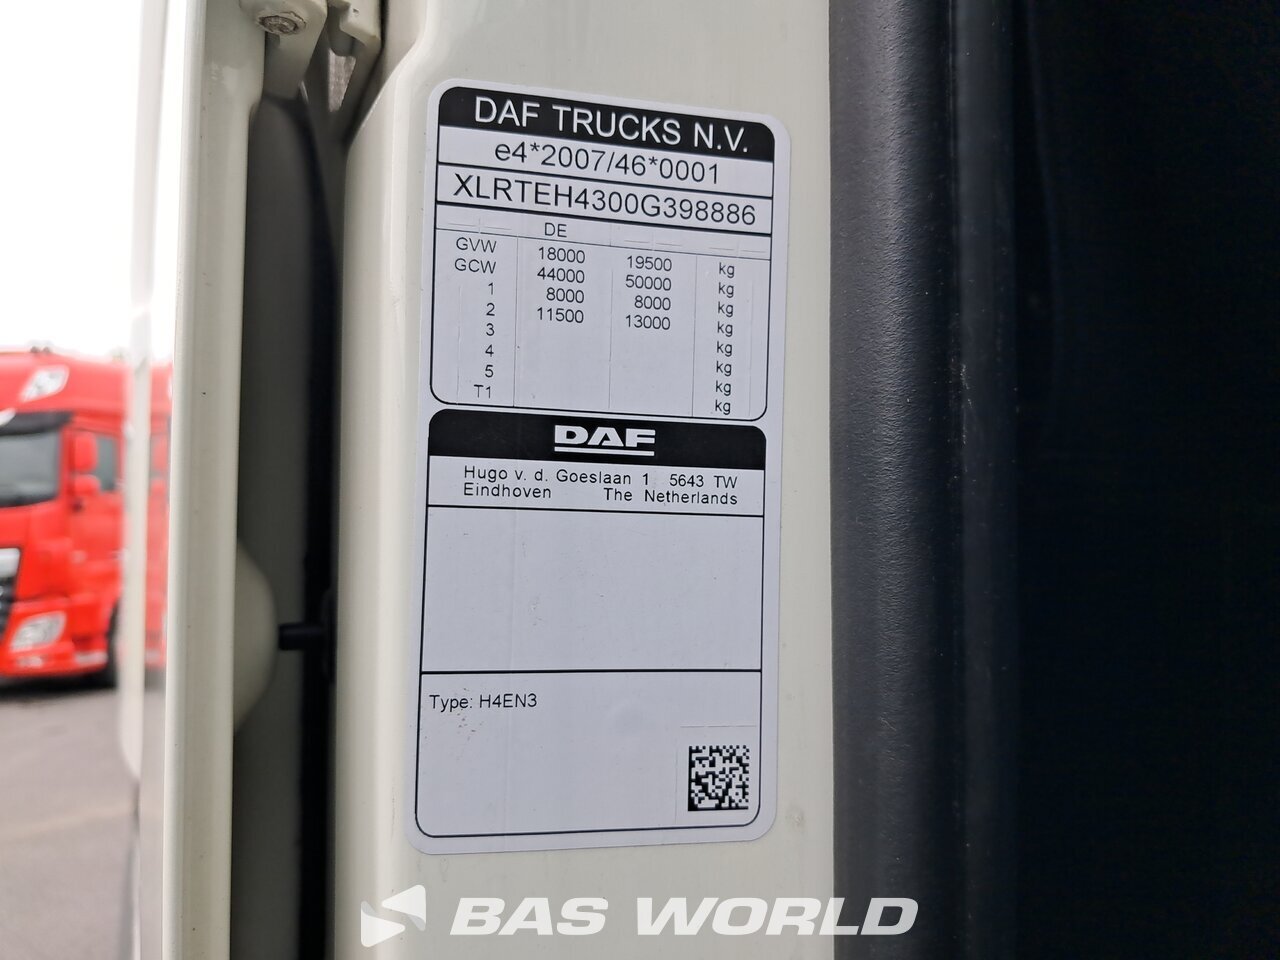 DAF TRUCKS N.V.
e4*2007/46*0001
XLRTEH4300G398886
DE
GVW 18000 19500 kg
GCW 44000 50000 kg
1 8000 8000 kg
2 11500 13000 kg
3 kg
4 kg
5 kg
T1 kg
DAF
Hugo v. d. Goeslaan 1 5643 TW
Eindhoven The Netherlands
Type: H4EN3
BAS WORLD